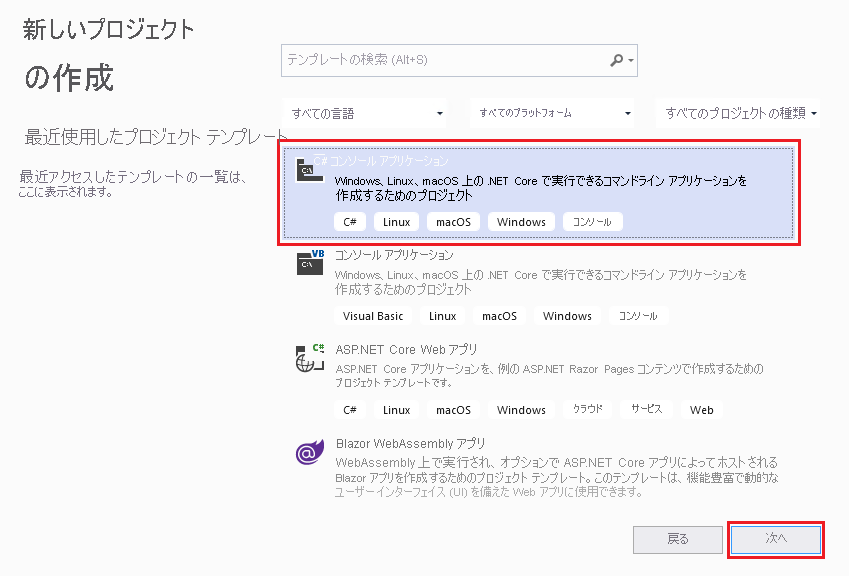 新しいプロジェクト
の作成
テンプレートの検索 (Alt+S)
すべての言語
すべてのプラットフォーム
すべてのプロジェクトの種類
最近使用したプロジェクト テンプレート
最近アクセスしたテンプレートの一覧は、
ここに表示されます。
C# コンソール アプリケーション
C:\
Windows、Linux、macOS 上の .NET Core で実行できるコマンドライン アプリケーションを
作成するためのプロジェクト
C# Linux macOS Windows コンソール
VB
C:\
コンソール アプリケーション
Windows、Linux、macOS 上の .NET Core で実行できるコマンドライン アプリケーションを
作成するためのプロジェクト
Visual Basic Linux macOS Windows コンソール
C#
ASP.NET Core Web アプリ
ASP.NET Core アプリケーションを、例の ASP.NET Razor Pages コンテンツで作成するための
プロジェクト テンプレートです。
C# Linux macOS Windows クラウド サービス Web
Blazor WebAssembly アプリ
WebAssembly 上で実行され、オプションで ASP.NET Core アプリによってホストされる
Blazor アプリを作成するためのプロジェクト テンプレート。このテンプレートは、機能豊富で動的な
ユーザー インターフェイス (UI) を備えた Web アプリに使用できます。
戻る
次へ